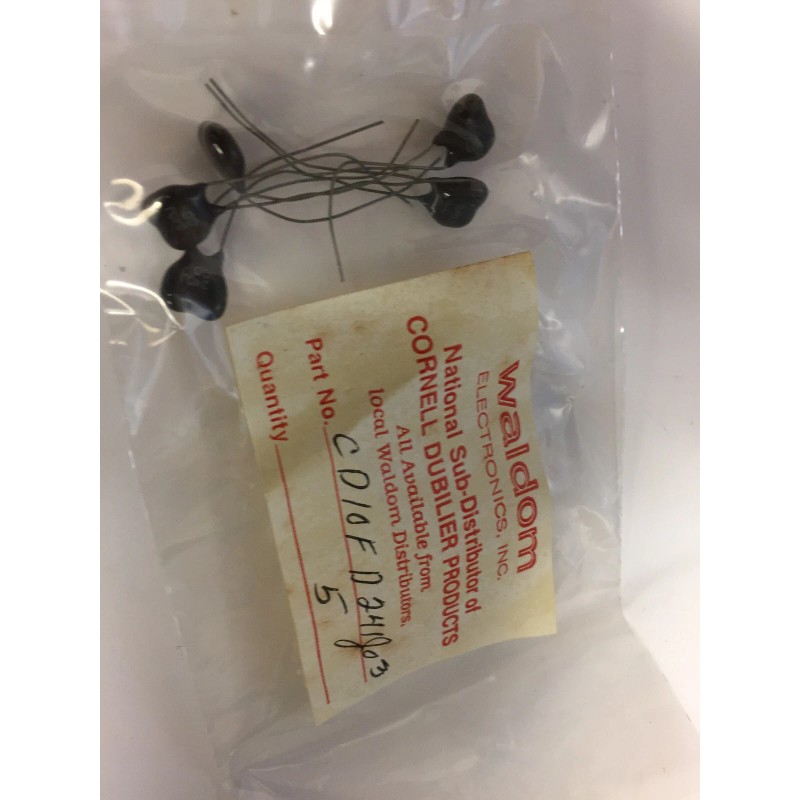 waldom
ELECTRONICS, INC.
National Sub-Distributor of
CORNELL DUBILIER PRODUCTS
All Available from
local Waldom Distributors.
Part No. CD10FD241J03
Quantity 5